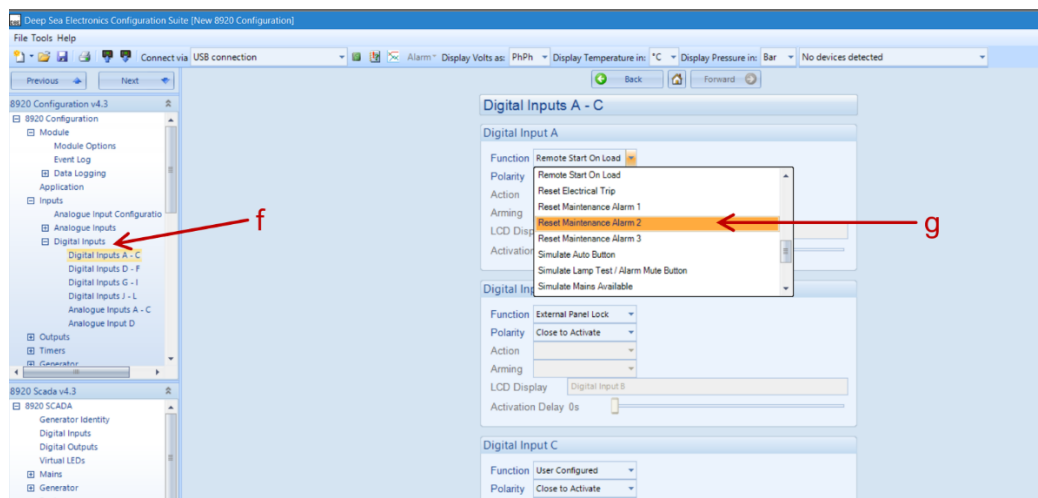 Deep Sea Electronics Configuration Suite [New 8920 Configuration]
File Tools Help
Connect via USB connection Alarm Display Volts as: PhPh Display Temperature in: °C Display Pressure in: Bar No devices detected
Previous Next
Back Forward
8920 Configuration v4.3
8920 Configuration
Module
Module Options
Event Log
Data Logging
Application
Inputs
Analogue Input Configuratio
Analogue Inputs
Digital Inputs
Digital Inputs A - C
Digital Inputs D - F
Digital Inputs G - I
Digital Inputs J - L
Analogue Inputs A - C
Analogue Input D
Outputs
Timers
Generator
8920 Scada v4.3
8920 SCADA
Generator Identity
Digital Inputs
Digital Outputs
Virtual LEDs
Mains
Generator
f
Digital Inputs A - C
Digital Input A
Function Remote Start On Load
Polarity
Action
Arming
LCD Disp
Activation
Remote Start On Load
Reset Electrical Trip
Reset Maintenance Alarm 1
Reset Maintenance Alarm 2
Reset Maintenance Alarm 3
Simulate Auto Button
Simulate Lamp Test / Alarm Mute Button
Simulate Mains Available
g
Digital Inp
Function External Panel Lock
Polarity Close to Activate
Action
Arming
LCD Display Digital Input B
Activation Delay 0s
Digital Input C
Function User Configured
Polarity Close to Activate